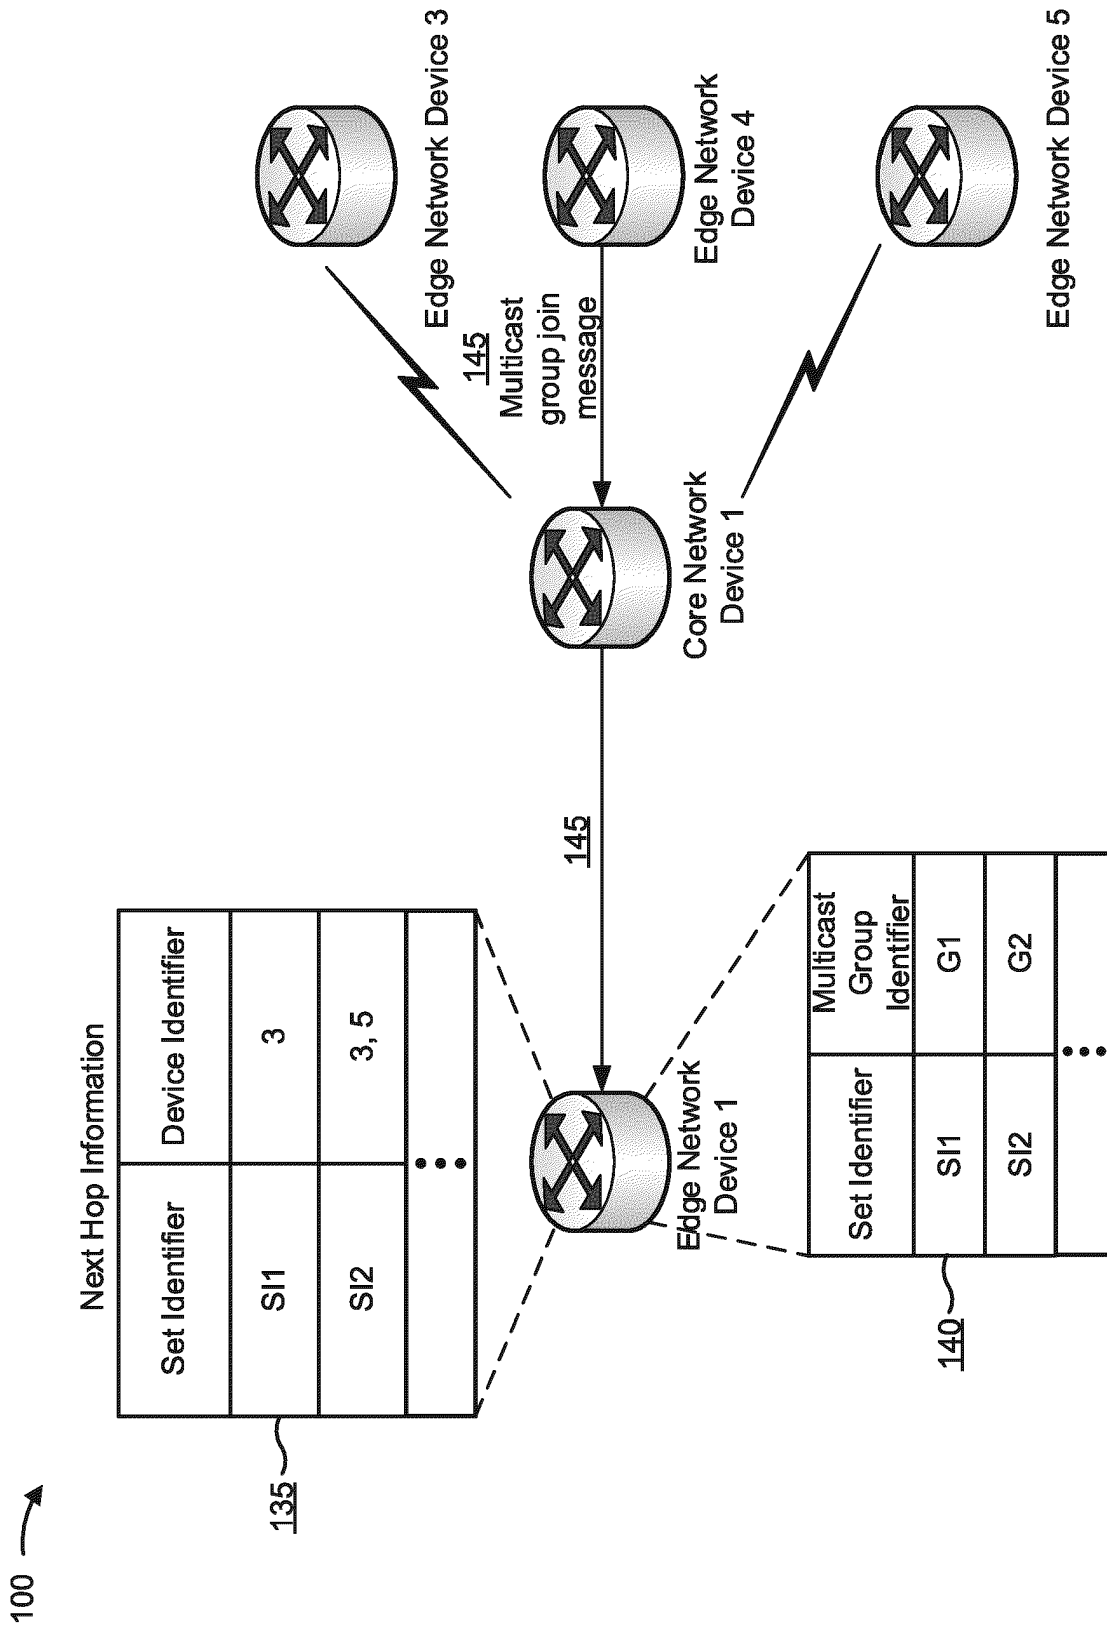 100
Next Hop Information
Set Identifier
Device Identifier
SI1
3
SI2
3, 5
135
Edge Network
Device 1
145
Core Network
Device 1
145
Multicast
group join
message
Edge Network Device 3
Edge Network
Device 4
Edge Network Device 5
Set Identifier
Multicast
Group
Identifier
SI1
G1
SI2
G2
140